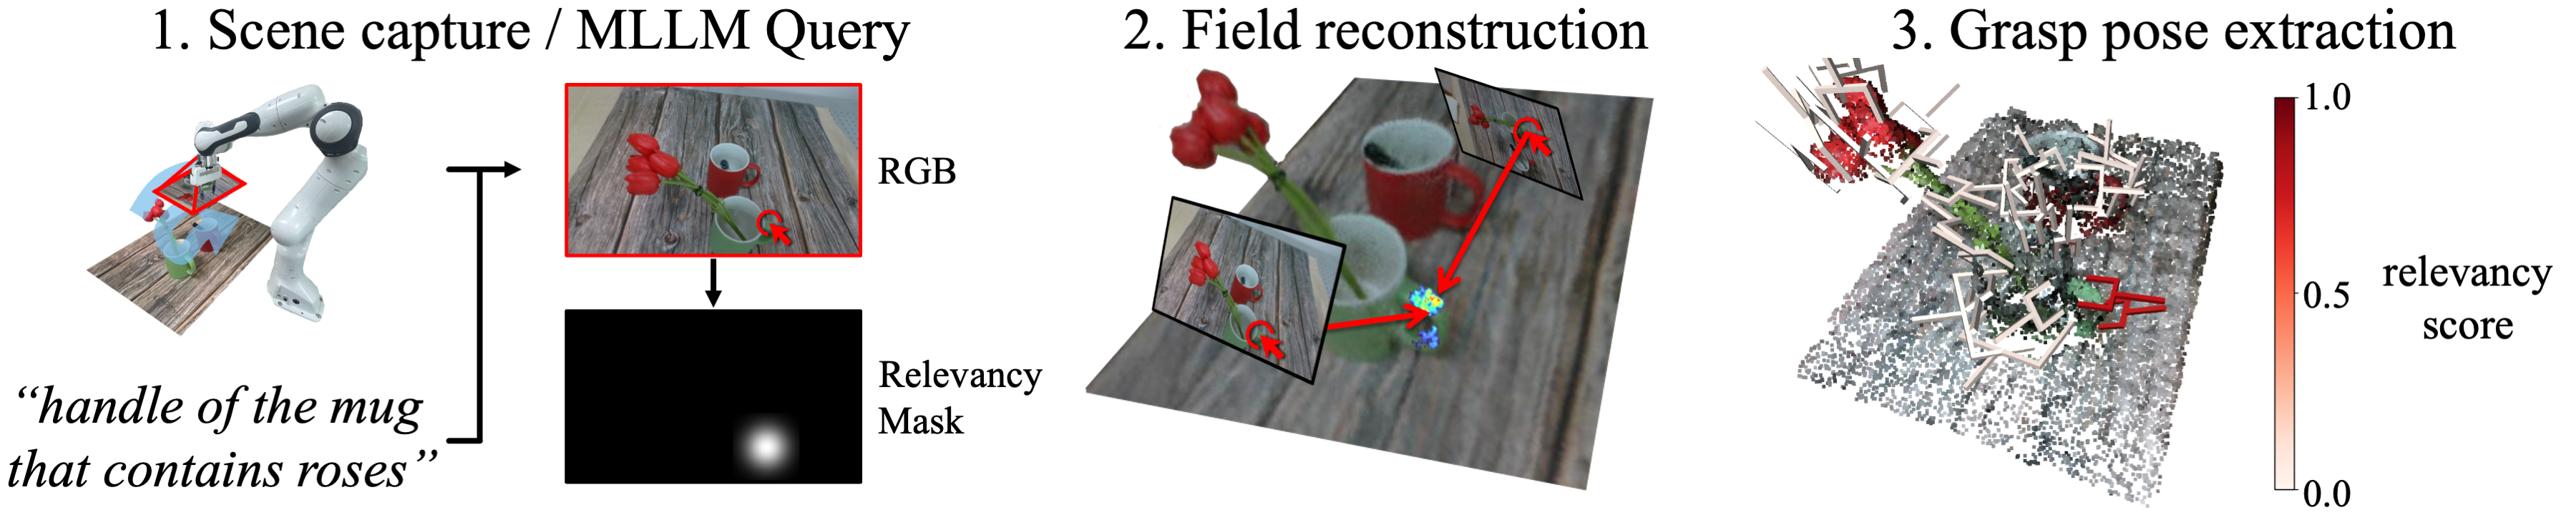 1. Scene capture / MLLM Query
2. Field reconstruction
3. Grasp pose extraction
RGB
Relevancy
Mask
“handle of the mug
that contains roses”
1.0
0.5
0.0
relevancy
score